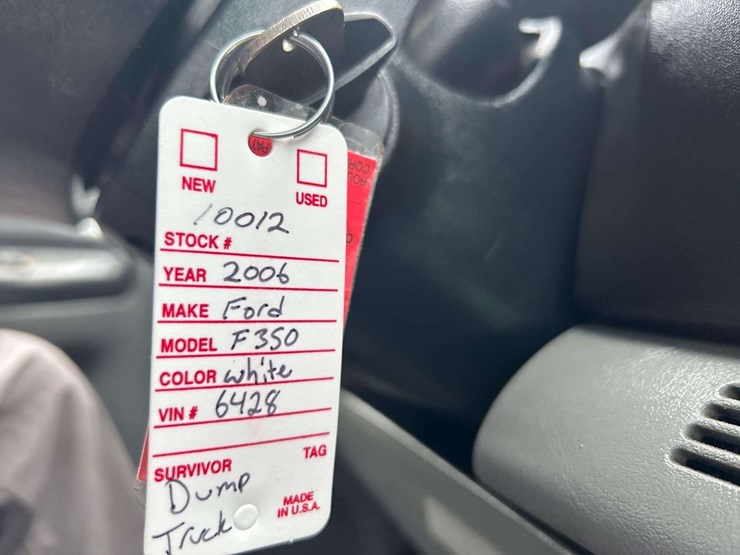 NEW
USED
10012
STOCK #
YEAR 2006
MAKE Ford
MODEL F350
COLOR white
VIN # 6428
SURVIVOR TAG
Dump
Truck
MADE
IN U.S.A.